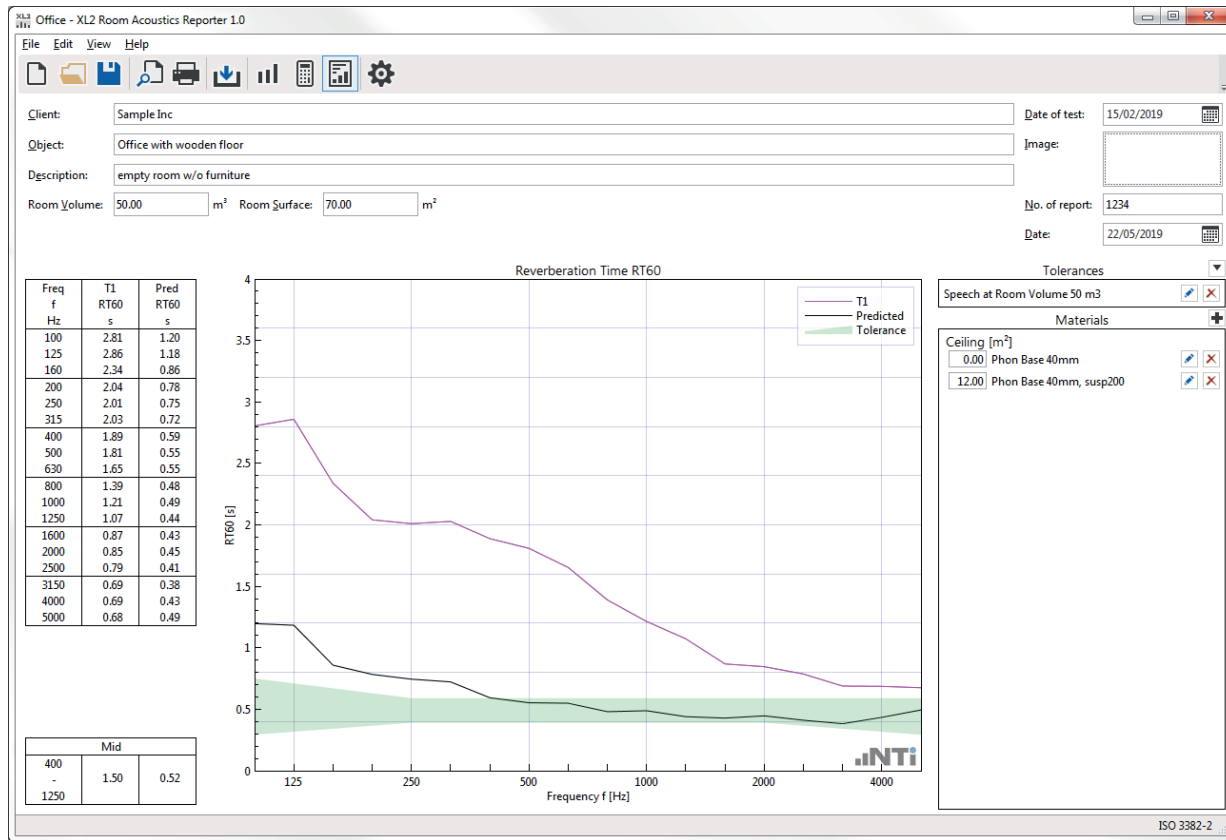 XL2 Office - XL2 Room Acoustics Reporter 1.0
File Edit View Help
Client: Sample Inc Date of test: 15/02/2019
Object: Office with wooden floor Image:
Description: empty room w/o furniture
Room Volume: 50.00 m³ Room Surface: 70.00 m² No. of report: 1234
Date: 22/05/2019
Freq T1 Pred
f RT60 RT60
Hz s s
100 2.81 1.20
125 2.86 1.18
160 2.34 0.86
200 2.04 0.78
250 2.01 0.75
315 2.03 0.72
400 1.89 0.59
500 1.81 0.55
630 1.65 0.55
800 1.39 0.48
1000 1.21 0.49
1250 1.07 0.44
1600 0.87 0.43
2000 0.85 0.45
2500 0.79 0.41
3150 0.69 0.38
4000 0.69 0.43
5000 0.68 0.49
Mid
400
- 1.50 0.52
1250
Reverberation Time RT60
T1
Predicted
Tolerance
4
3.5
3
2.5
2
1.5
1
0.5
0
RT60 [s]
125 250 500 1000 2000 4000
Frequency f [Hz]
NTi
Tolerances
Speech at Room Volume 50 m3
Materials
Ceiling [m²]
0.00 Phon Base 40mm
12.00 Phon Base 40mm, susp200
ISO 3382-2